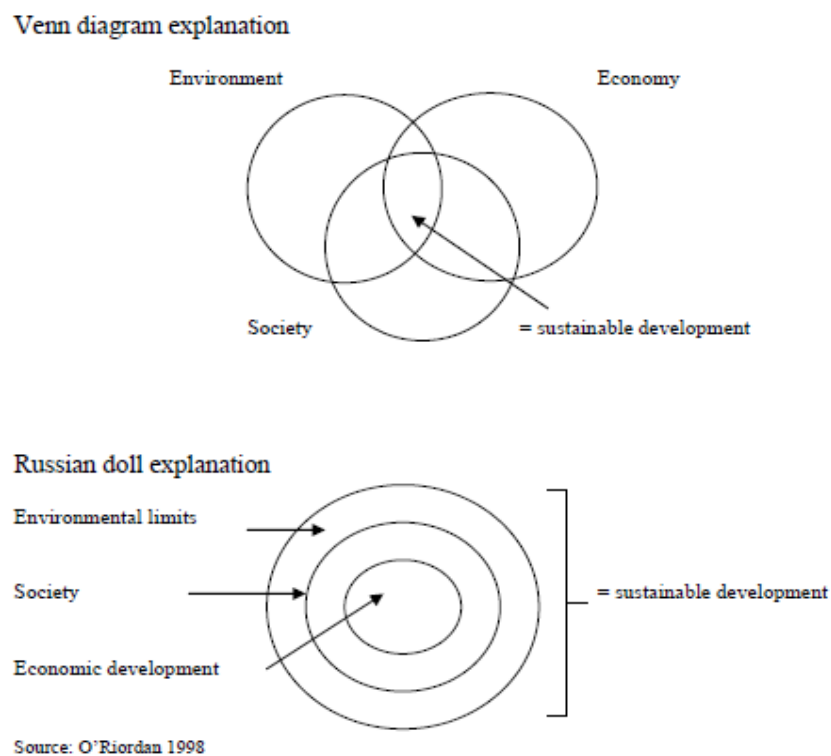 Venn diagram explanation
Environment
Economy
Society
= sustainable development
Russian doll explanation
Environmental limits
Society
= sustainable development
Economic development
Source: O'Riordan 1998